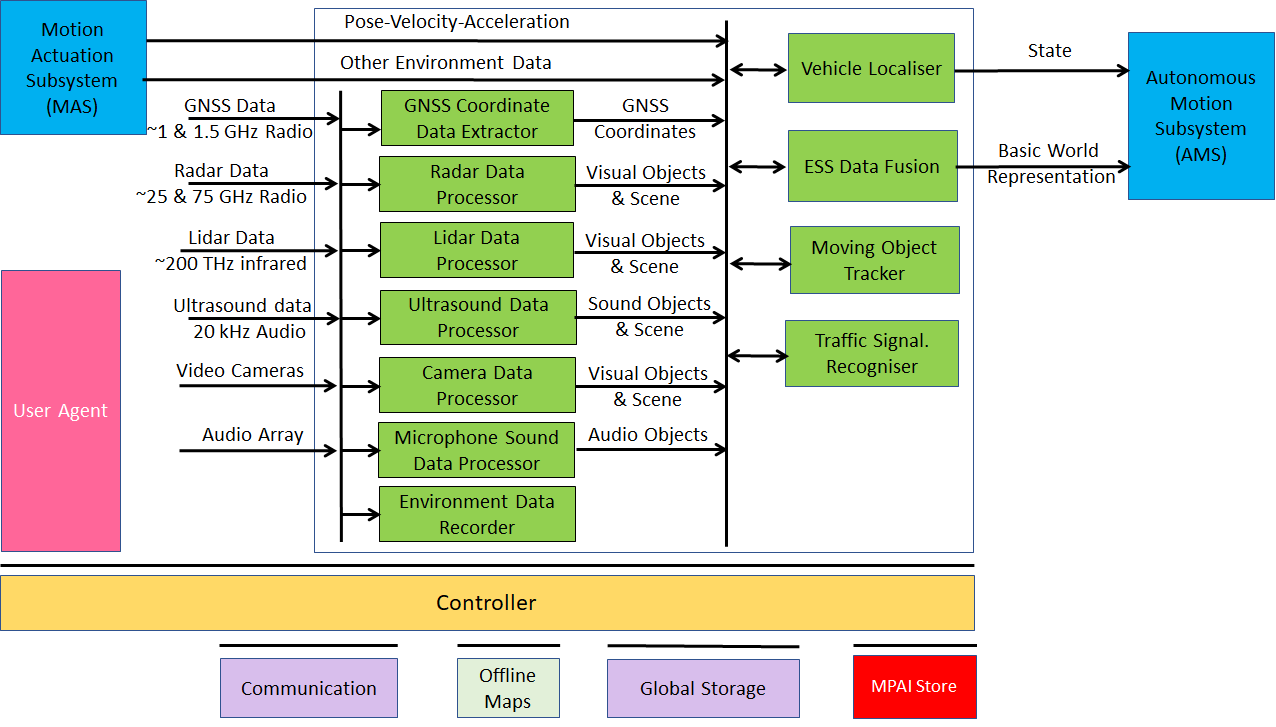 Motion
Actuation
Subsystem
(MAS)
Pose-Velocity-Acceleration
Other Environment Data
GNSS Data
~1 & 1.5 GHz Radio
GNSS Coordinate
Data Extractor
GNSS
Coordinates
Radar Data
~25 & 75 GHz Radio
Radar Data
Processor
Visual Objects
& Scene
Lidar Data
~200 THz infrared
Lidar Data
Processor
Visual Objects
& Scene
Ultrasound data
20 kHz Audio
Ultrasound Data
Processor
Sound Objects
& Scene
Video Cameras
Camera Data
Processor
Visual Objects
& Scene
Audio Array
Microphone Sound
Data Processor
Audio Objects
Environment Data
Recorder
Vehicle Localiser
ESS Data Fusion
Moving Object
Tracker
Traffic Signal.
Recogniser
State
Basic World
Representation
Autonomous
Motion
Subsystem
(AMS)
User Agent
Controller
Communication
Offline
Maps
Global Storage
MPAI Store